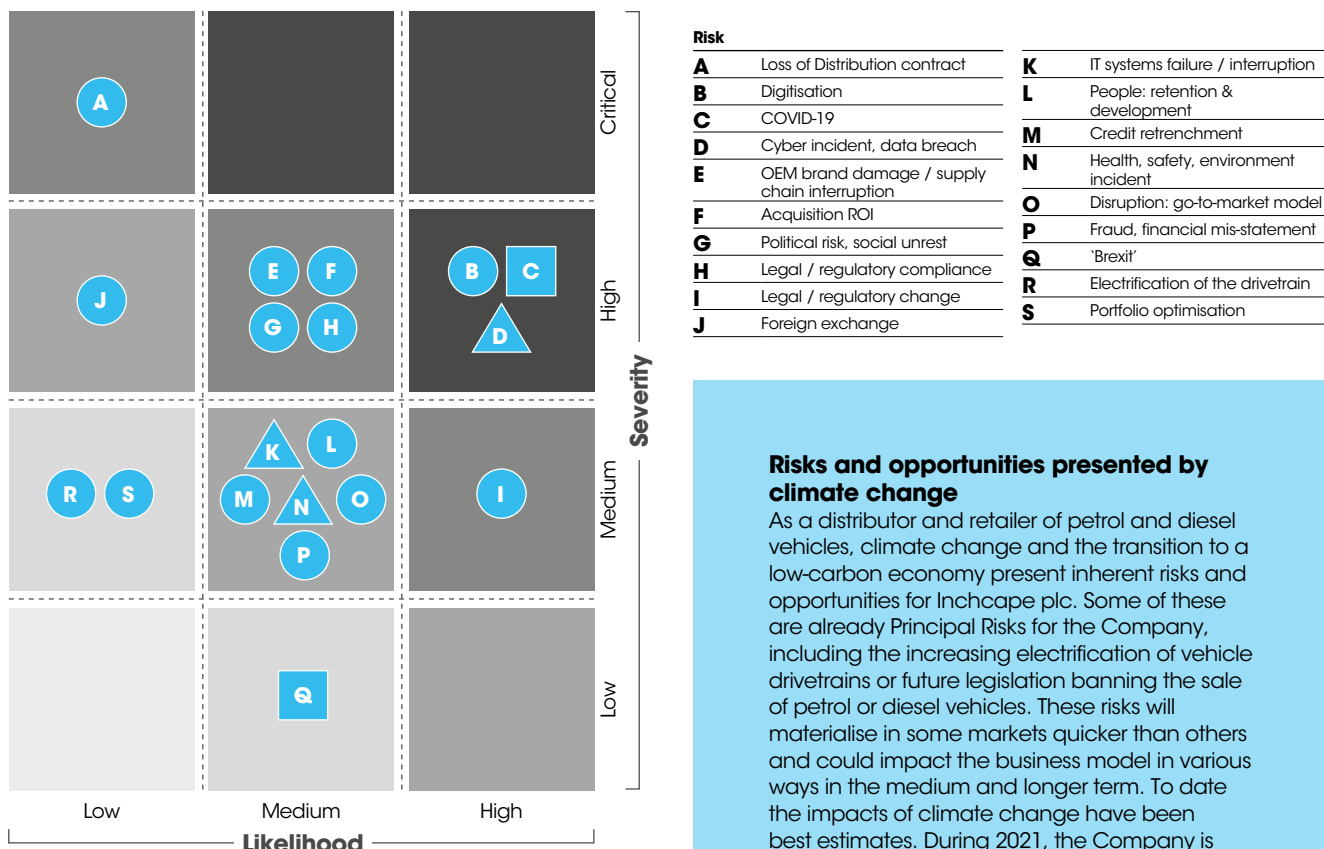 A
Critical
J
E
F
G
H
B
C
D
High
Severity
R
S
K
L
M
N
O
P
I
Medium
Q
Low
Low
Medium
High
Likelihood
Risk
A Loss of Distribution contract
B Digitisation
C COVID-19
D Cyber incident, data breach
E OEM brand damage / supply
chain interruption
F Acquisition ROI
G Political risk, social unrest
H Legal / regulatory compliance
I Legal / regulatory change
J Foreign exchange
K IT systems failure / interruption
L People: retention &
development
M Credit retrenchment
N Health, safety, environment
incident
O Disruption: go-to-market model
P Fraud, financial mis-statement
Q ‘Brexit’
R Electrification of the drivetrain
S Portfolio optimisation
Risks and opportunities presented by
climate change
As a distributor and retailer of petrol and diesel
vehicles, climate change and the transition to a
low-carbon economy present inherent risks and
opportunities for Inchcape plc. Some of these
are already Principal Risks for the Company,
including the increasing electrification of vehicle
drivetrains or future legislation banning the sale
of petrol or diesel vehicles. These risks will
materialise in some markets quicker than others
and could impact the business model in various
ways in the medium and longer term. To date
the impacts of climate change have been
best estimates. During 2021, the Company is